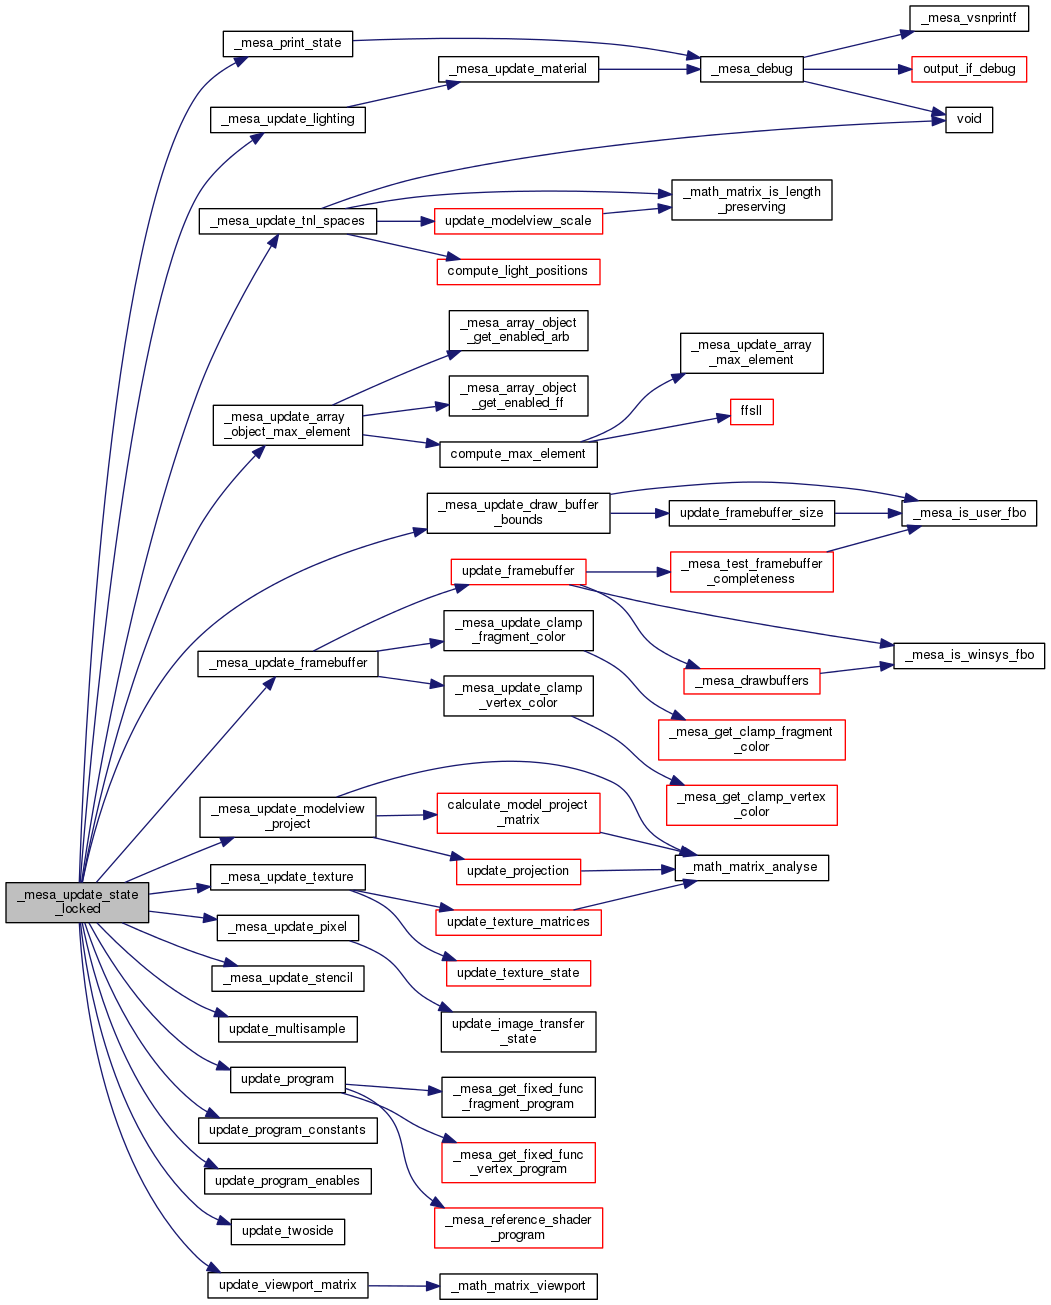 _mesa_vsnprintf
_mesa_print_state
_mesa_update_material
_mesa_debug
output_if_debug
_mesa_update_lighting
void
_math_matrix_is_length
_preserving
_mesa_update_tnl_spaces
update_modelview_scale
compute_light_positions
_mesa_array_object
_get_enabled_arb
_mesa_update_array
_max_element
_mesa_array_object
_get_enabled_ff
ffsll
_mesa_update_array
_object_max_element
compute_max_element
_mesa_update_draw_buffer
_bounds
update_framebuffer_size
_mesa_is_user_fbo
update_framebuffer
_mesa_test_framebuffer
_completeness
_mesa_update_clamp
_fragment_color
_mesa_update_framebuffer
_mesa_is_winsys_fbo
_mesa_update_clamp
_vertex_color
_mesa_drawbuffers
_mesa_get_clamp_fragment
_color
_mesa_get_clamp_vertex
_color
_mesa_update_modelview
_project
calculate_model_project
_matrix
update_projection
_math_matrix_analyse
_mesa_update_texture
_mesa_update_state
_locked
_mesa_update_pixel
update_texture_matrices
_mesa_update_stencil
update_texture_state
update_multisample
update_image_transfer
_state
update_program
_mesa_get_fixed_func
_fragment_program
update_program_constants
_mesa_get_fixed_func
_vertex_program
update_program_enables
update_twoside
_mesa_reference_shader
_program
update_viewport_matrix
_math_matrix_viewport